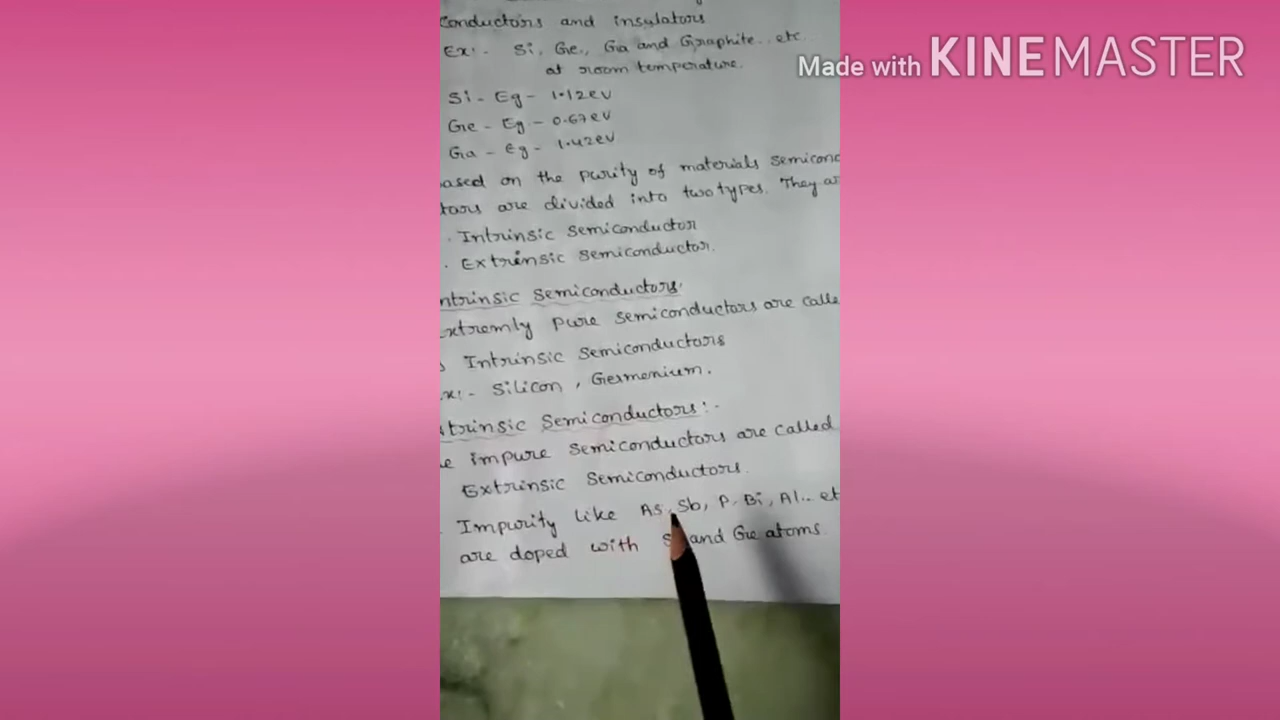 Conductors and insulators
Ex:- Si, Ge, Ga and Graphite.. etc
at room temperature.
Si - Eg - 1.12eV
Ge - Eg - 0.67eV
Ga - Eg - 1.42eV
ased on the purity of materials semicond
tors are divided into two types. They ar
. Intrinsic semiconductor
. Extrinsic semiconductor.
ntrinsic semiconductors.
xtremly pure semiconductors are calle
s Intrinsic semiconductors
x:- Silicon, Germenium.
trinsic Semiconductors:-
e impure semiconductors are called
Extrinsic Semiconductors.
. Impurity like As, Sb, P, Bi, Al.. et
are doped with S and Ge atoms.
Made with KINEMASTER